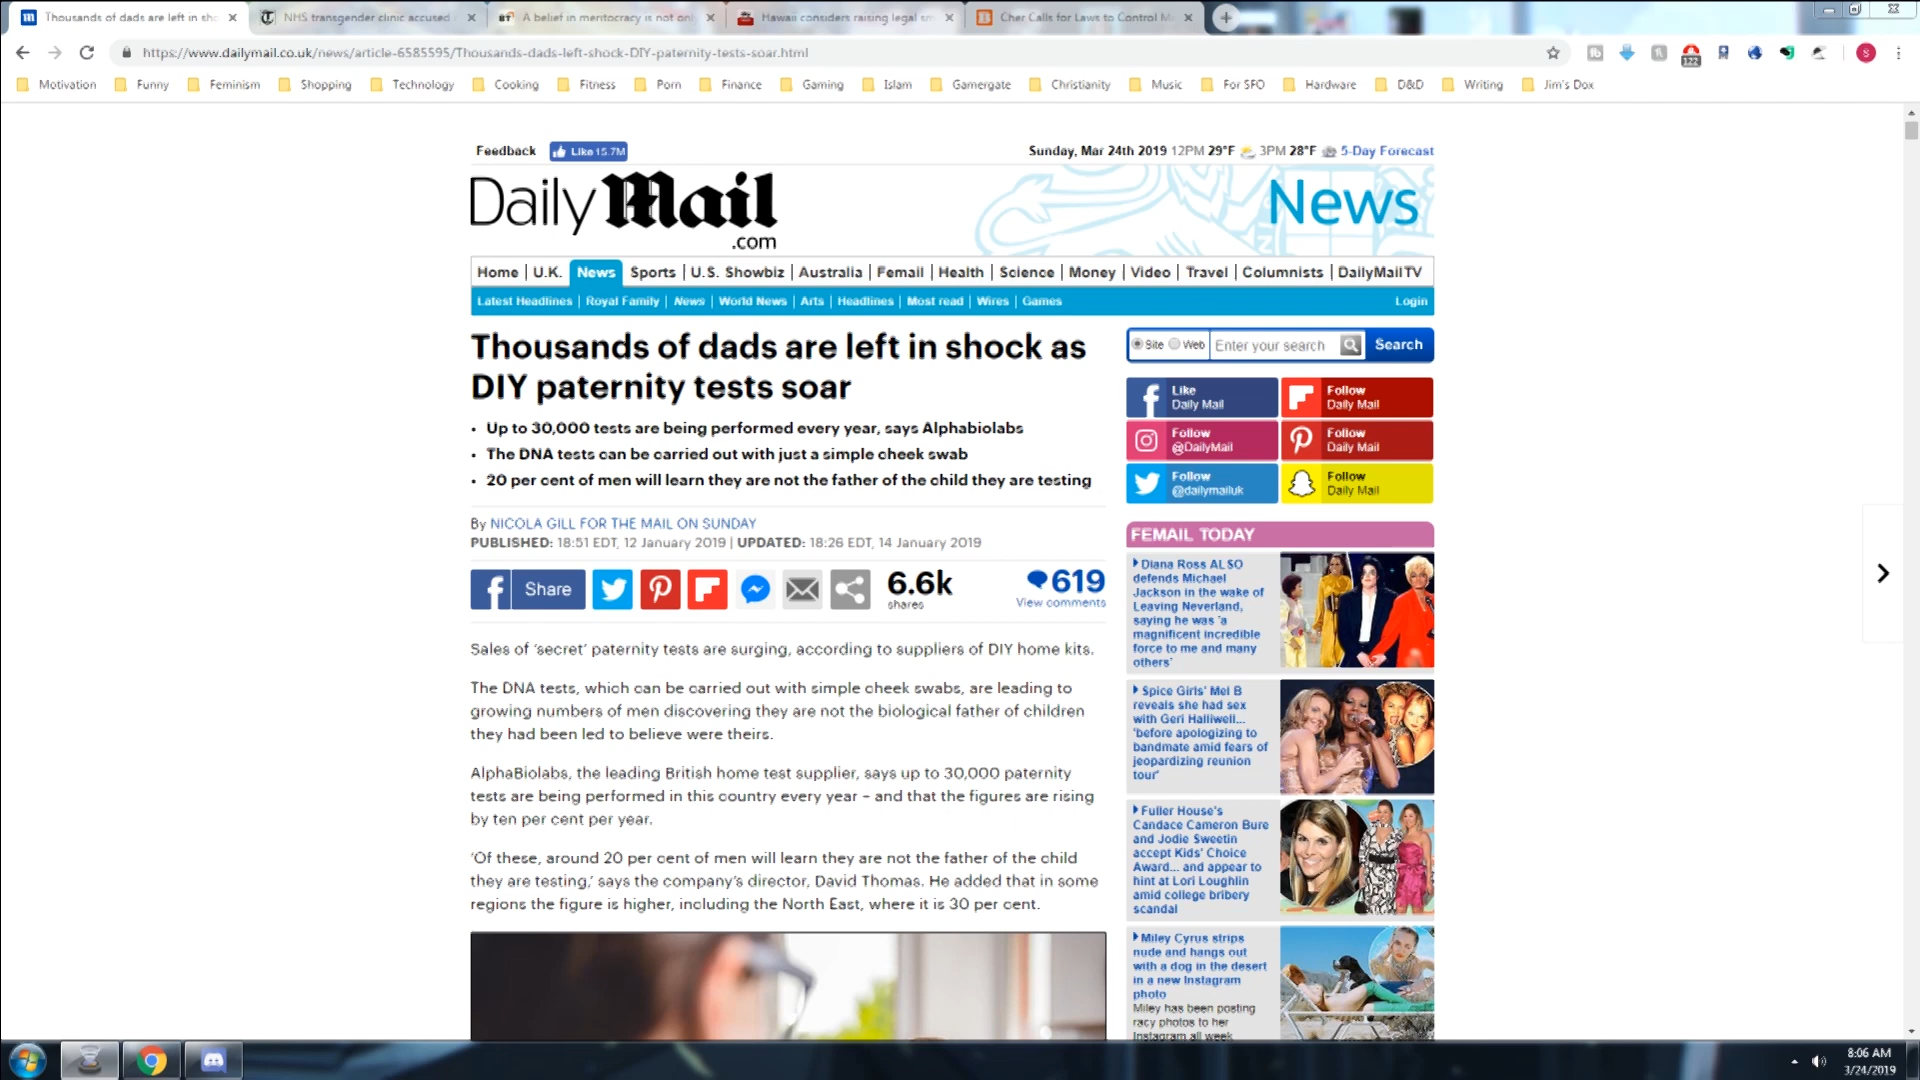 Thousands of dads are left in sho
NHS transgender clinic accused
A belief in meritocracy is not onl
Hawaii considers raising legal sm
Cher Calls for Laws to Control M
https://www.dailymail.co.uk/news/article-6585595/Thousands-dads-left-shock-DIY-paternity-tests-soar.html
122
S
Motivation Funny Feminism Shopping Technology Cooking Fitness Porn Finance Gaming Islam Gamergate Christianity Music For SFO Hardware D&D Writing Jim's Dox
Feedback Like 15.7M
Sunday, Mar 24th 2019 12PM 29°F 3PM 28°F 5-Day Forecast
Daily Mail
.com
News
Home | U.K. News Sports | U.S. Showbiz | Australia | Femail | Health | Science | Money | Video | Travel | Columnists | DailyMailTV
Latest Headlines | Royal Family | News | World News | Arts | Headlines | Most read | Wires | Games
Login
Thousands of dads are left in shock as
DIY paternity tests soar
• Up to 30,000 tests are being performed every year, says Alphabiolabs
• The DNA tests can be carried out with just a simple cheek swab
• 20 per cent of men will learn they are not the father of the child they are testing
By NICOLA GILL FOR THE MAIL ON SUNDAY
PUBLISHED: 18:51 EDT, 12 January 2019 | UPDATED: 18:26 EDT, 14 January 2019
Share
6.6k
shares
619
View comments
Sales of ‘secret’ paternity tests are surging, according to suppliers of DIY home kits.
The DNA tests, which can be carried out with simple cheek swabs, are leading to
growing numbers of men discovering they are not the biological father of children
they had been led to believe were theirs.
AlphaBiolabs, the leading British home test supplier, says up to 30,000 paternity
tests are being performed in this country every year – and that the figures are rising
by ten per cent per year.
‘Of these, around 20 per cent of men will learn they are not the father of the child
they are testing,’ says the company’s director, David Thomas. He added that in some
regions the figure is higher, including the North East, where it is 30 per cent.
Site Web Enter your search Search
Like
Daily Mail
Follow
Daily Mail
Follow
@DailyMail
Follow
Daily Mail
Follow
@dailymailuk
Follow
Daily Mail
FEMAIL TODAY
Diana Ross ALSO
defends Michael
Jackson in the wake of
Leaving Neverland,
saying he was 'a
magnificent incredible
force to me and many
others'
Spice Girls' Mel B
reveals she had sex
with Geri Halliwell...
'before apologizing to
bandmate amid fears of
jeopardizing reunion
tour'
Fuller House's
Candace Cameron Bure
and Jodie Sweetin
accept Kids' Choice
Award... and appear to
hint at Lori Loughlin
amid college bribery
scandal
Miley Cyrus strips
nude and hangs out
with a dog in the desert
in a new Instagram
photo
Miley has been posting
racy photos to her
Instagram all week
8:06 AM
3/24/2019